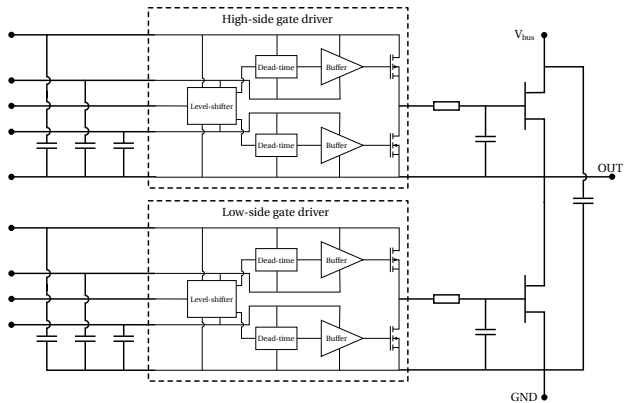 High-side gate driver
V_bus
Dead-time
Buffer
Level-shifter
Dead-time
Buffer
OUT
Low-side gate driver
Dead-time
Buffer
Level-shifter
Dead-time
Buffer
GND